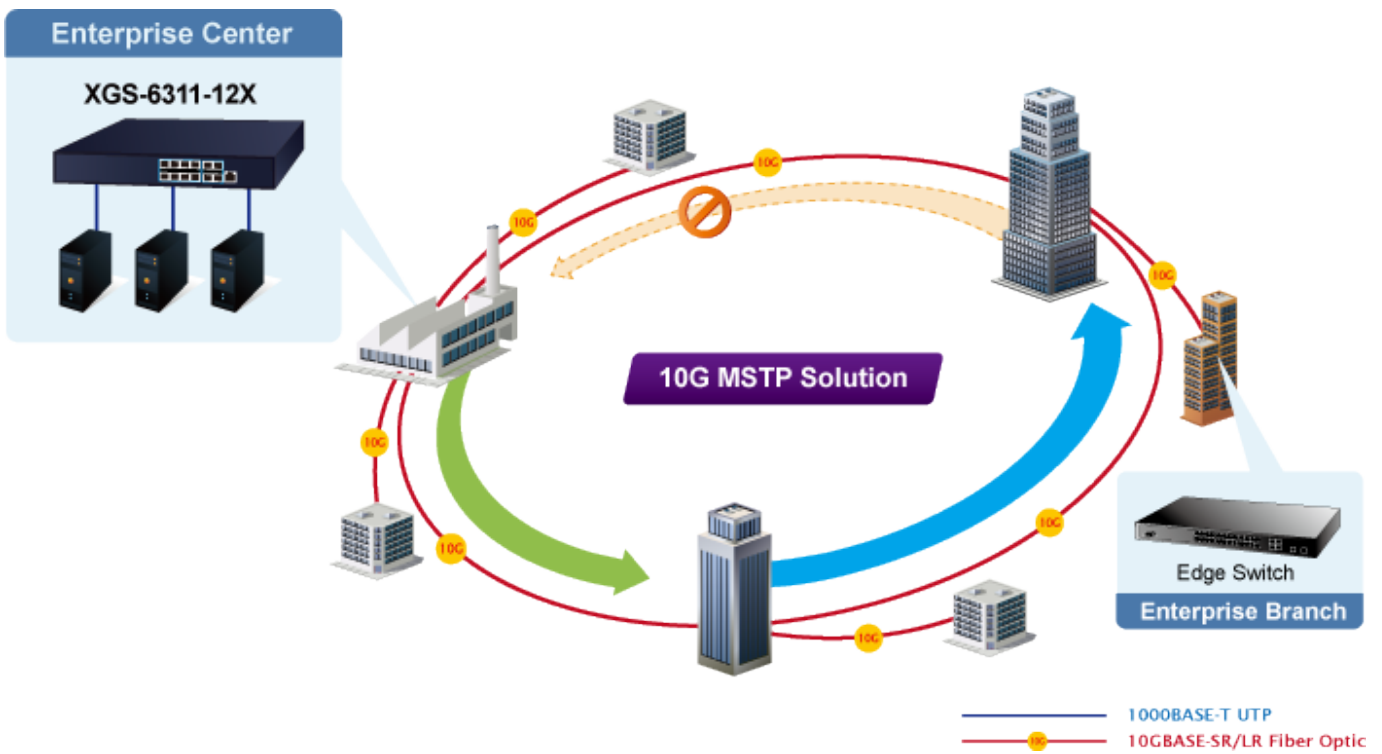 Enterprise Center
XGS-6311-12X
10G
10G
10G
10G MSTP Solution
10G
10G
10G
10G
Edge Switch
Enterprise Branch
1000BASE-T UTP
10G
10GBASE-SR/LR Fiber Optic